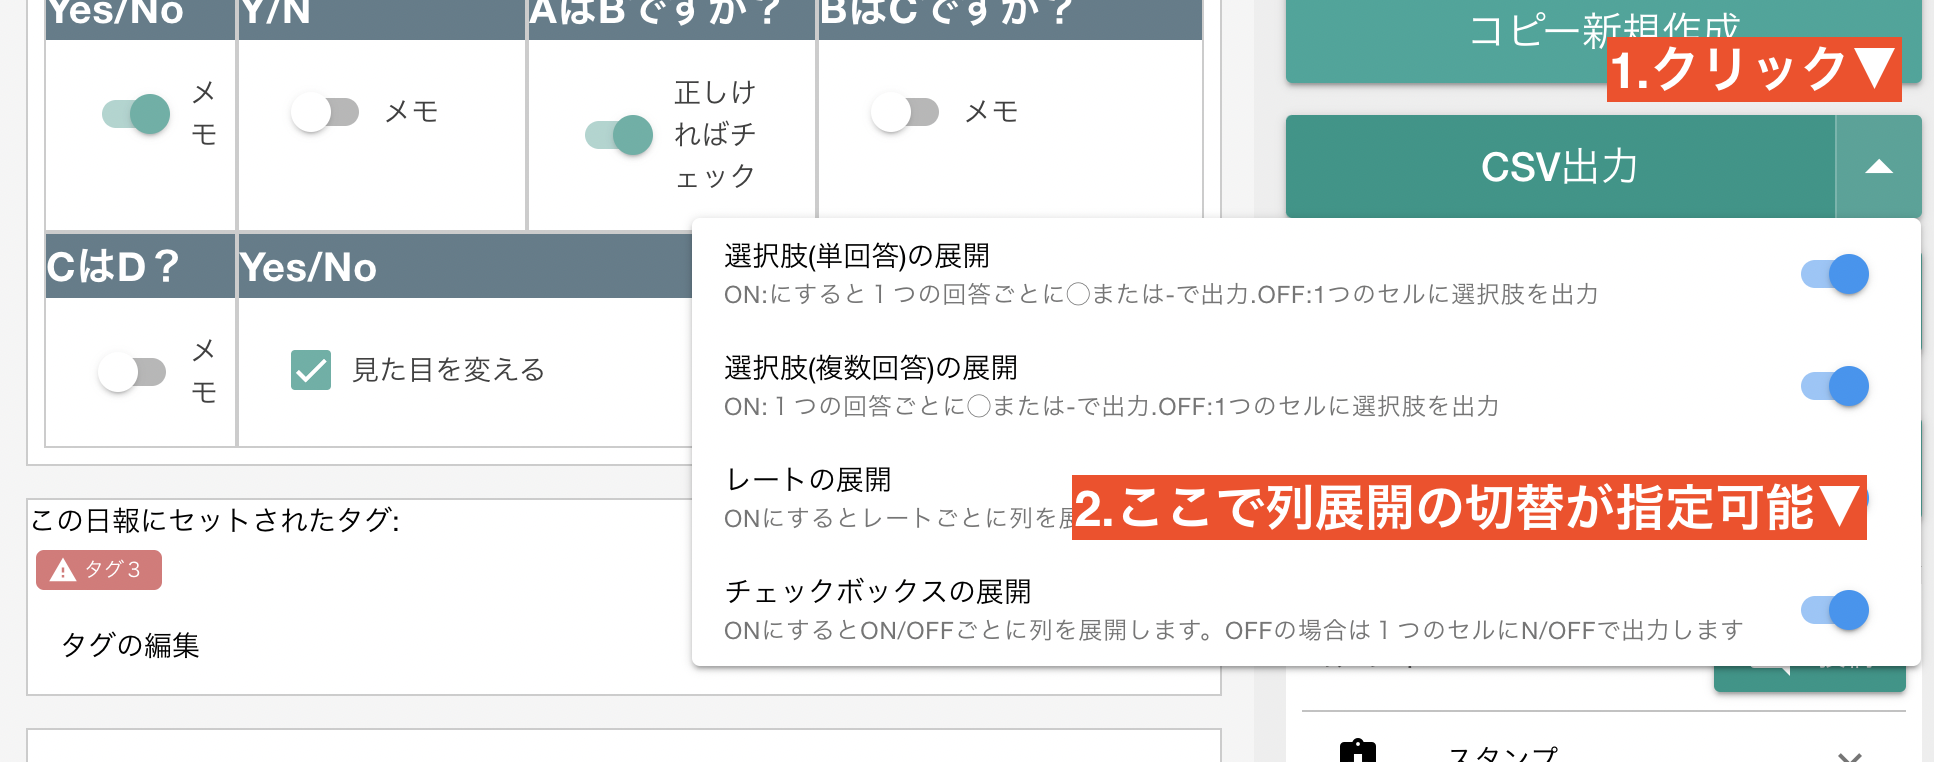 Yes/No
Y/N
AはBですか？
BはCですか？
メ
モ
メモ
正しけ
ればチ
ェック
メモ
CはD？
Yes/No
メ
モ
見た目を変える
この日報にセットされたタグ:
タグ3
タグの編集
コピー新規作成
1.クリック▼
CSV出力
選択肢(単回答)の展開
ON:にすると１つの回答ごとに◯または-で出力.OFF:1つのセルに選択肢を出力
選択肢(複数回答)の展開
ON:１つの回答ごとに◯または-で出力.OFF:1つのセルに選択肢を出力
レートの展開
ONにするとレートごとに列を展
2.ここで列展開の切替が指定可能▼
チェックボックスの展開
ONにするとON/OFFごとに列を展開します。OFFの場合は１つのセルにN/OFFで出力します
スタンプ